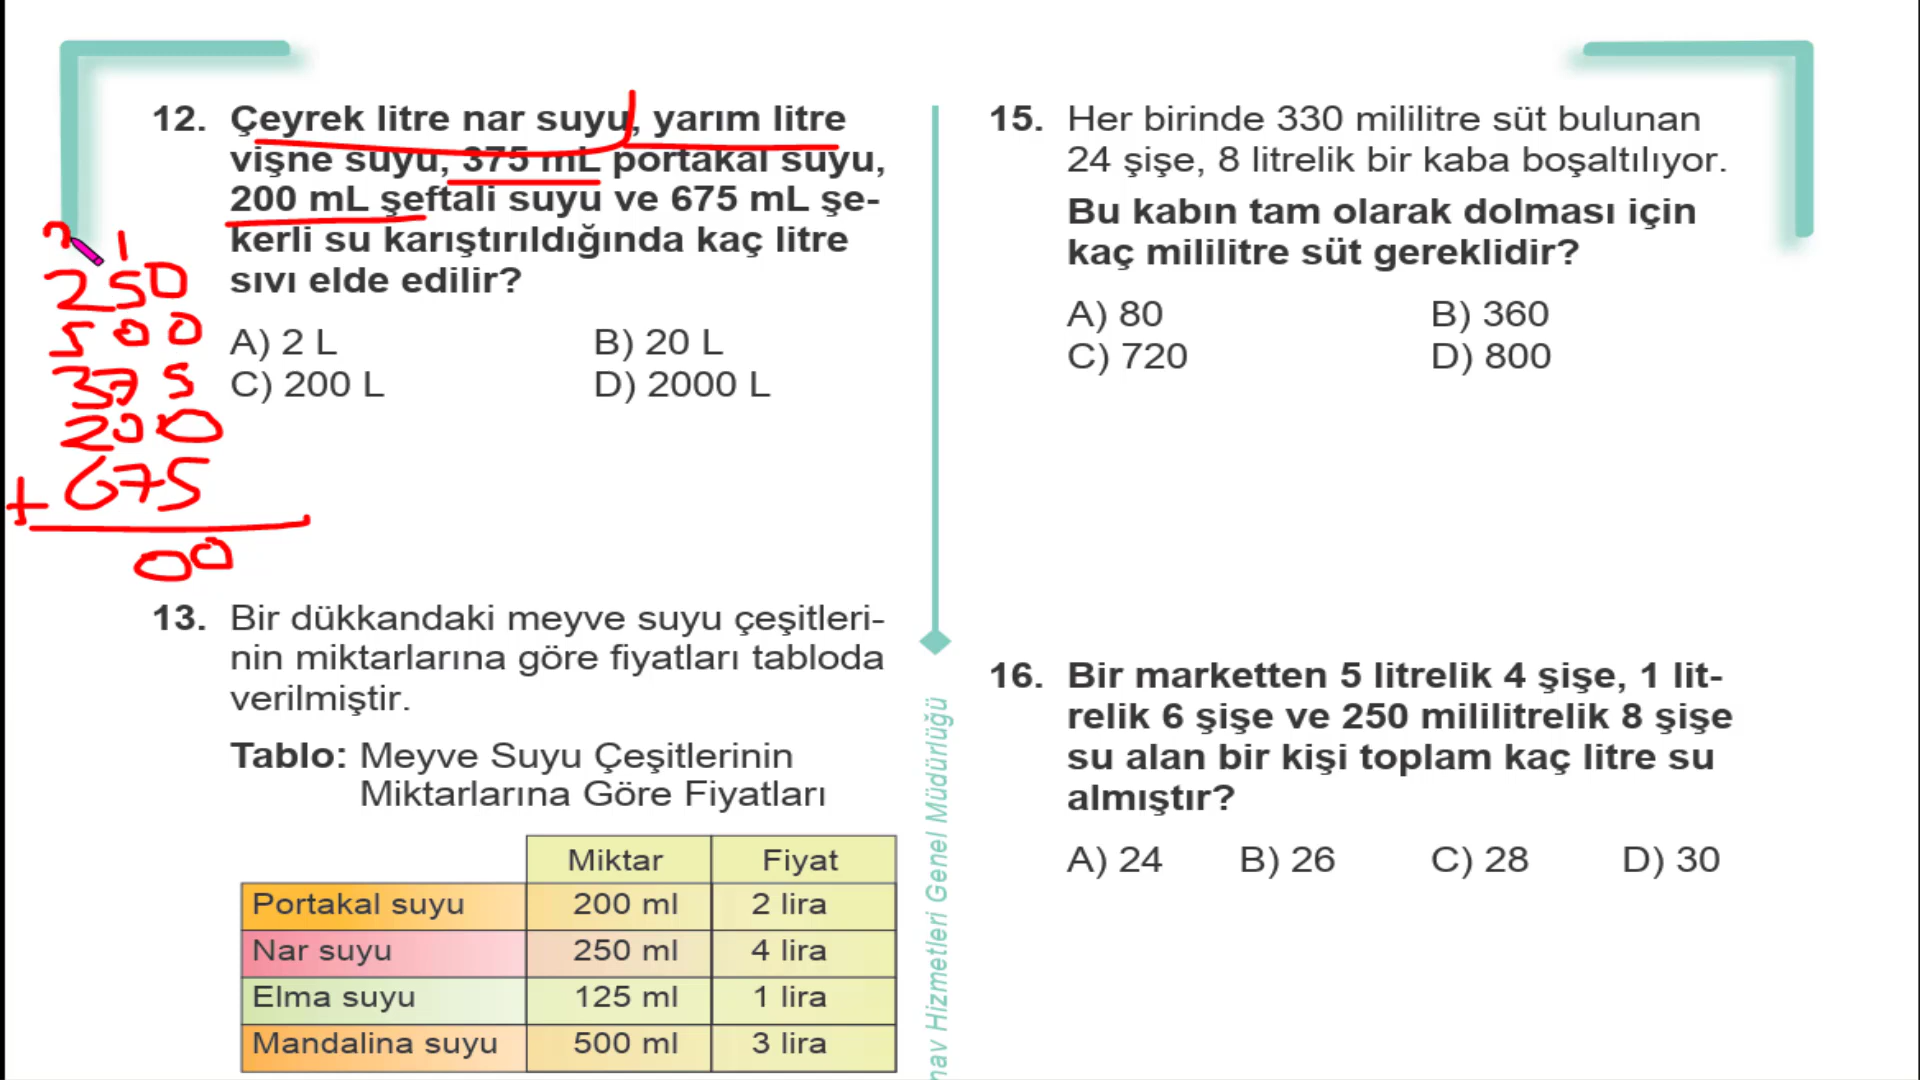 12. Çeyrek litre nar suyu, yarım litre
vişne suyu, 375 mL portakal suyu,
200 mL şeftali suyu ve 675 mL şe-
kerli su karıştırıldığında kaç litre
sıvı elde edilir?
A) 2 L B) 20 L
C) 200 L D) 2000 L
1
250
500
375
200
+ 675
00
13. Bir dükkandaki meyve suyu çeşitleri-
nin miktarlarına göre fiyatları tabloda
verilmiştir.
Tablo: Meyve Suyu Çeşitlerinin
Miktarlarına Göre Fiyatları
Miktar Fiyat
Portakal suyu 200 ml 2 lira
Nar suyu 250 ml 4 lira
Elma suyu 125 ml 1 lira
Mandalina suyu 500 ml 3 lira
nav Hizmetleri Genel Müdürlüğü
15. Her birinde 330 mililitre süt bulunan
24 şişe, 8 litrelik bir kaba boşaltılıyor.
Bu kabın tam olarak dolması için
kaç mililitre süt gereklidir?
A) 80 B) 360
C) 720 D) 800
16. Bir marketten 5 litrelik 4 şişe, 1 lit-
relik 6 şişe ve 250 mililitrelik 8 şişe
su alan bir kişi toplam kaç litre su
almıştır?
A) 24 B) 26 C) 28 D) 30